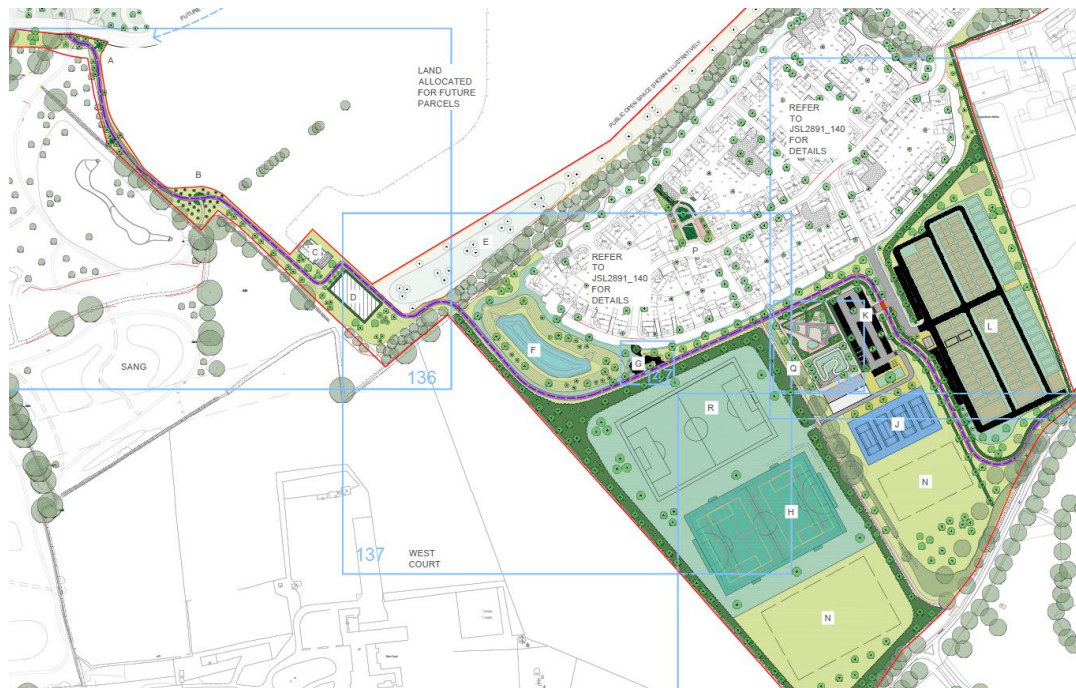 FUTURE
A
LAND
ALLOCATED
FOR FUTURE
PARCELS
PUBLIC OPEN SPACE SHOWN ILLUSTRATIVELY
REFER
TO
JSL2891_140
FOR
DETAILS
B
C
E
P
D
REFER
TO
JSL2891_140
FOR
DETAILS
K
L
F
G
Q
SANG
136
R
J
N
H
137
WEST
COURT
N